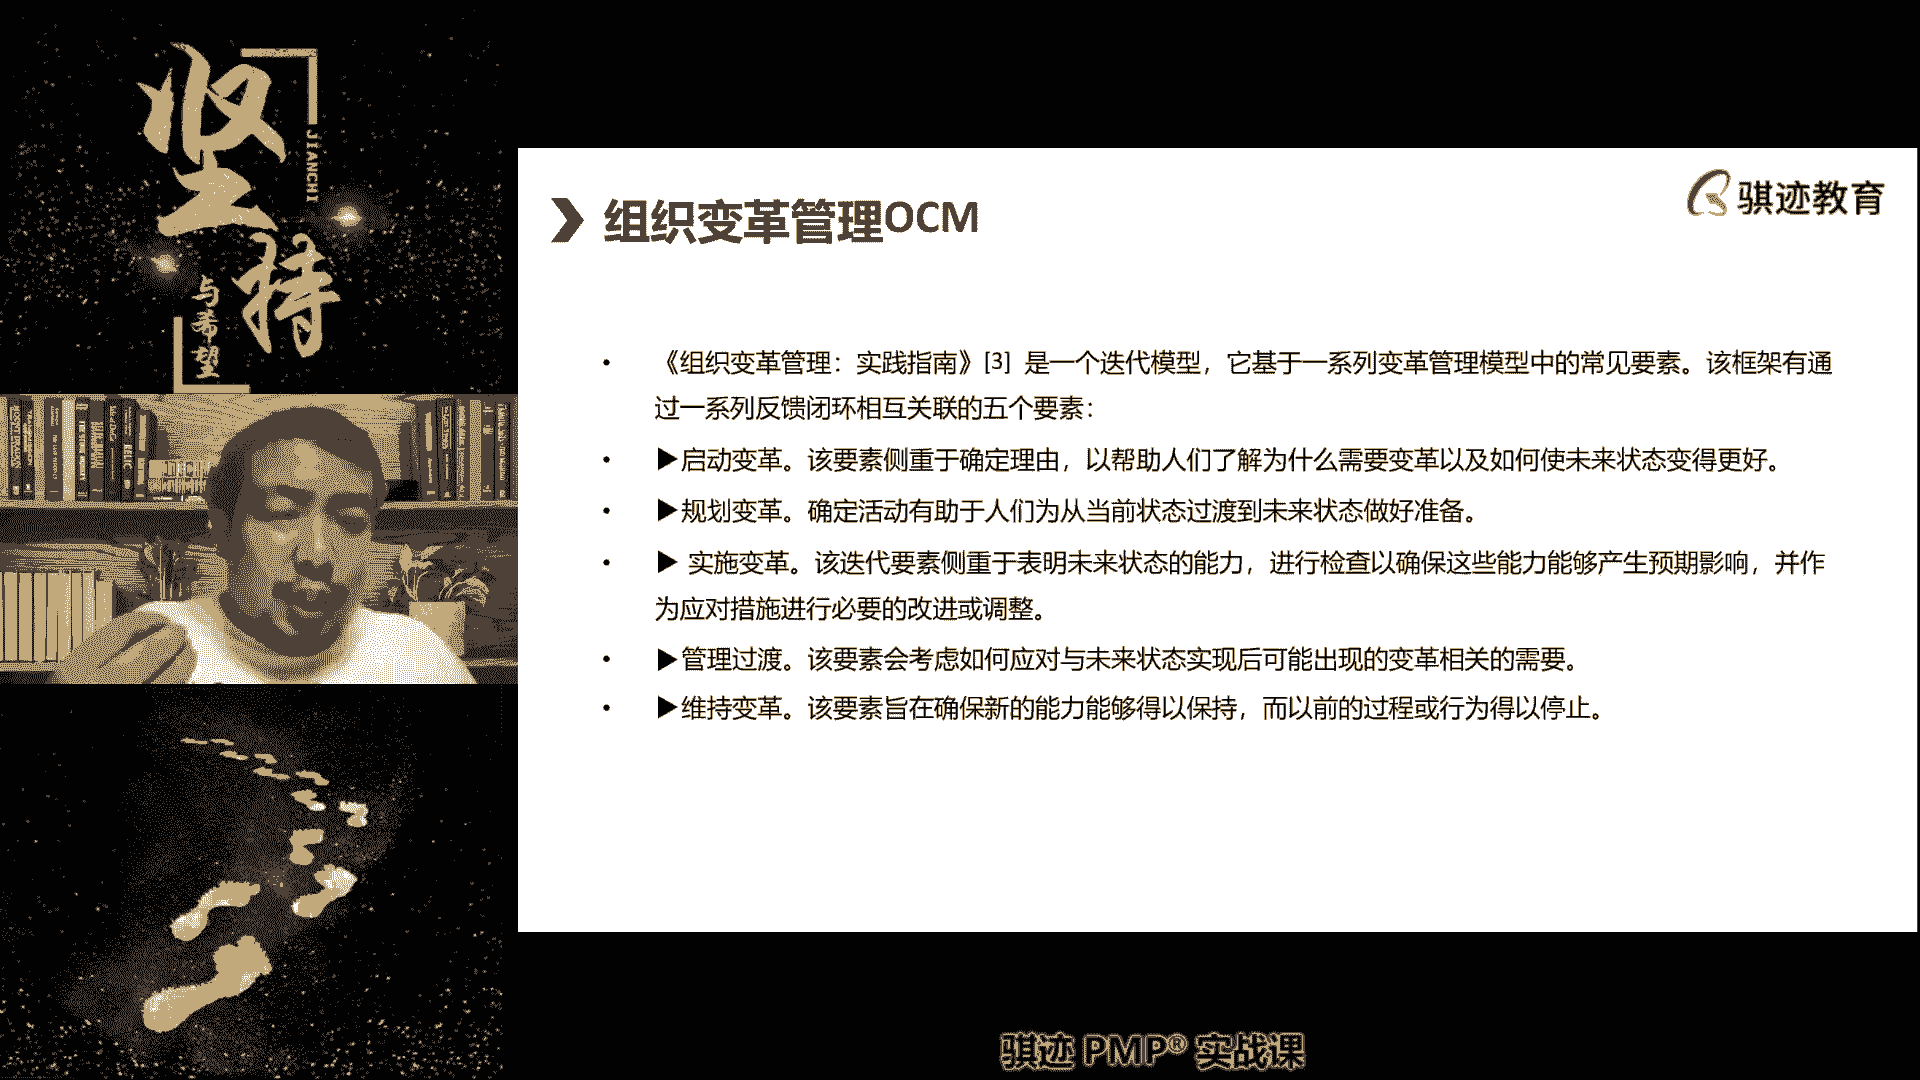 坚持
JIANCHI
与希望
骐迹教育
组织变革管理OCM
• 《组织变革管理：实践指南》[3] 是一个迭代模型，它基于一系列变革管理模型中的常见要素。该框架有通
过一系列反馈闭环相互关联的五个要素：
• ▶启动变革。该要素侧重于确定理由，以帮助人们了解为什么需要变革以及如何使未来状态变得更好。
• ▶规划变革。确定活动有助于人们为从当前状态过渡到未来状态做好准备。
• ▶ 实施变革。该迭代要素侧重于表明未来状态的能力，进行检查以确保这些能力能够产生预期影响，并作
为应对措施进行必要的改进或调整。
• ▶管理过渡。该要素会考虑如何应对与未来状态实现后可能出现的变革相关的需要。
• ▶维持变革。该要素旨在确保新的能力能够得以保持，而以前的过程或行为得以停止。
骐迹 PMP® 实战课